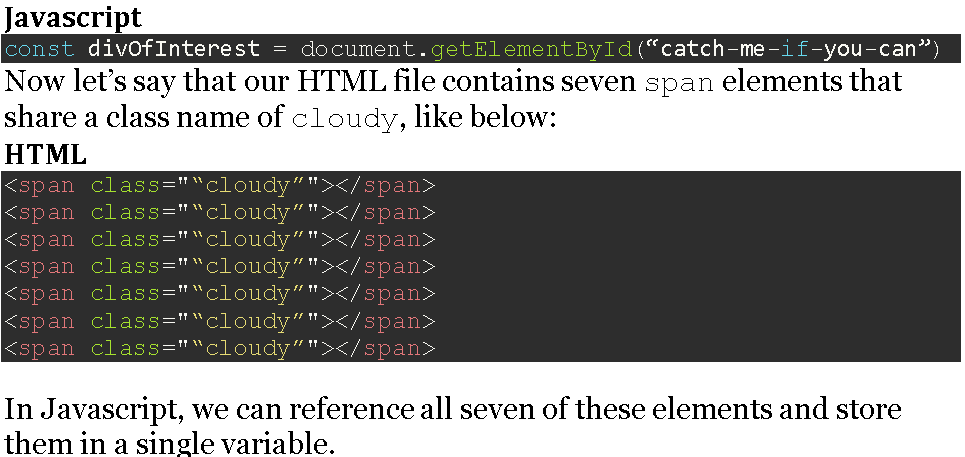 Javascript
const divOfInterest = document.getElementById(“catch-me-if-you-can”)
Now let’s say that our HTML file contains seven span elements that
share a class name of cloudy, like below:
HTML
<span class="“cloudy”"></span>
<span class="“cloudy”"></span>
<span class="“cloudy”"></span>
<span class="“cloudy”"></span>
<span class="“cloudy”"></span>
<span class="“cloudy”"></span>
<span class="“cloudy”"></span>
In Javascript, we can reference all seven of these elements and store
them in a single variable.